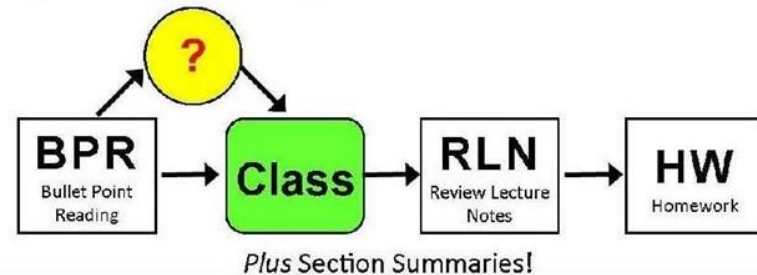 ?
BPR
Bullet Point
Reading
Class
RLN
Review Lecture
Notes
HW
Homework
Plus Section Summaries!